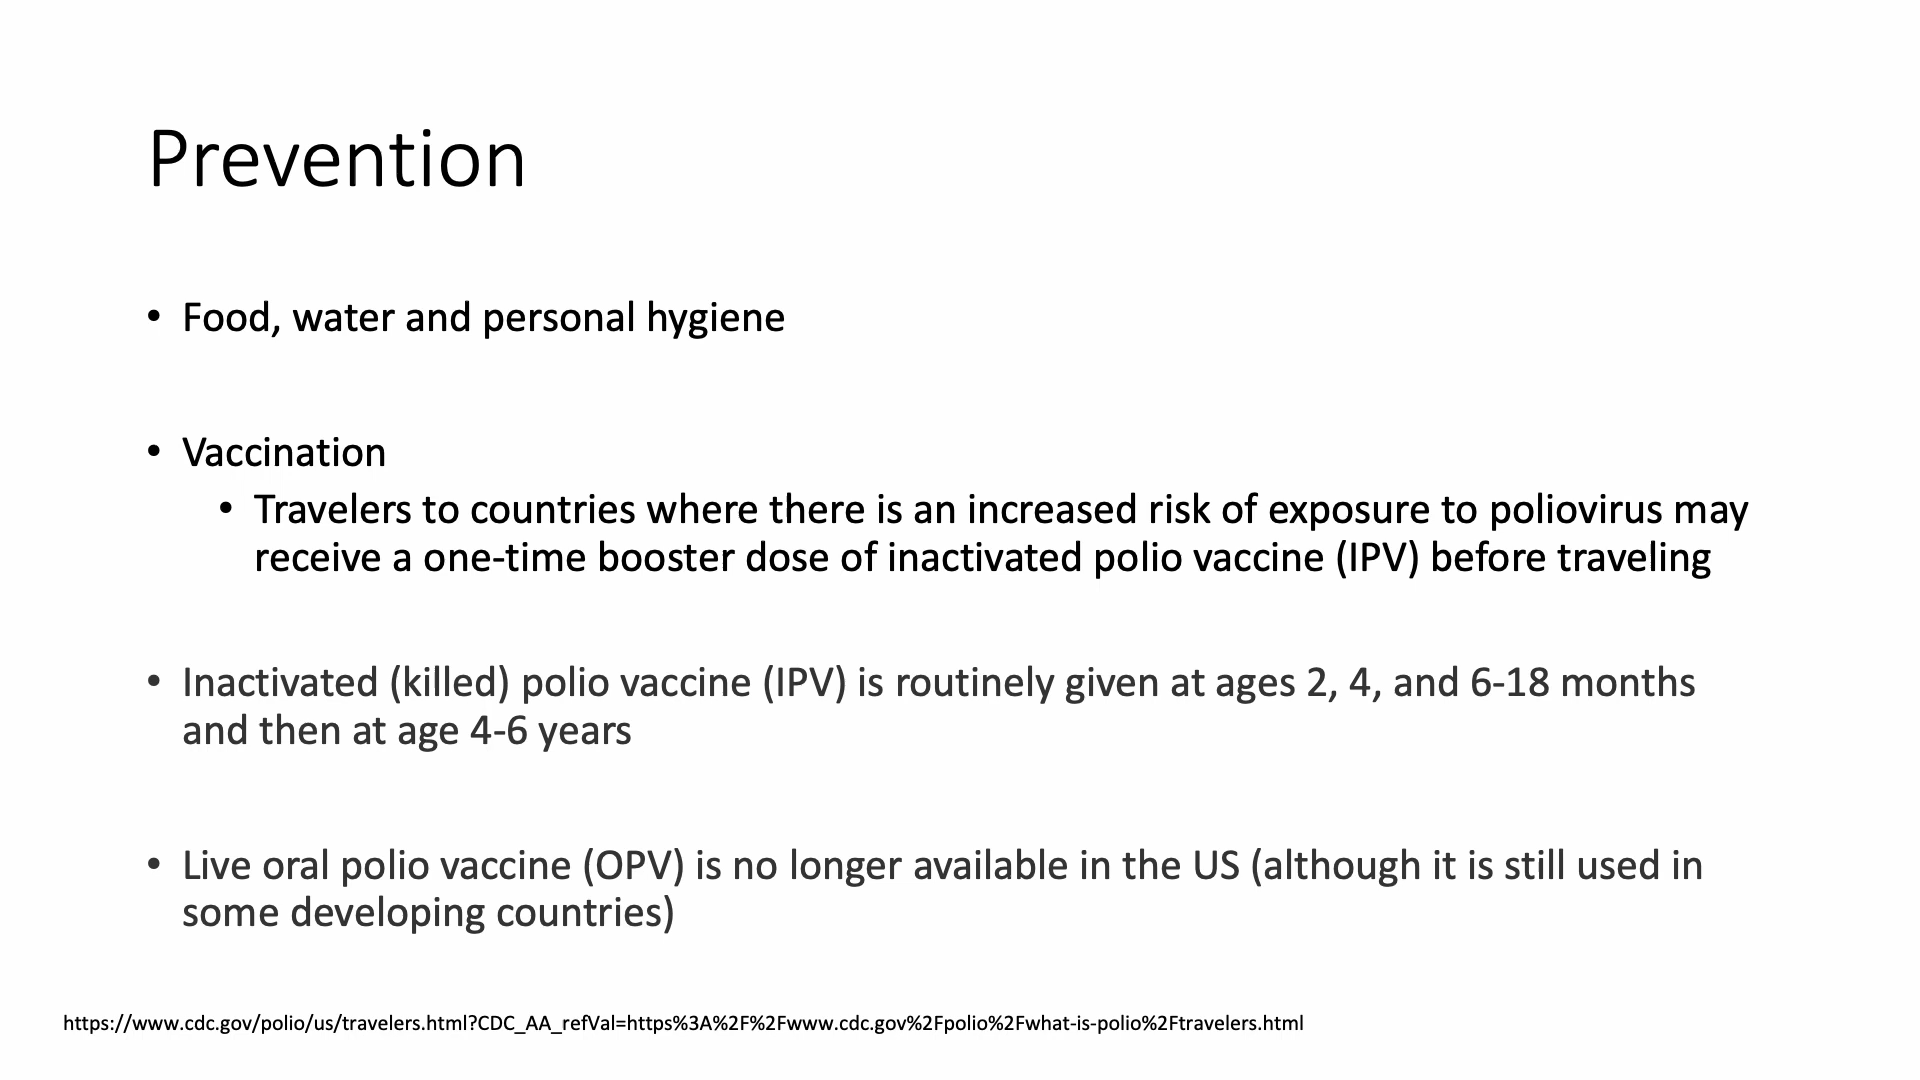 Prevention
• Food, water and personal hygiene
• Vaccination
• Travelers to countries where there is an increased risk of exposure to poliovirus may
receive a one-time booster dose of inactivated polio vaccine (IPV) before traveling
• Inactivated (killed) polio vaccine (IPV) is routinely given at ages 2, 4, and 6-18 months
and then at age 4-6 years
• Live oral polio vaccine (OPV) is no longer available in the US (although it is still used in
some developing countries)
https://www.cdc.gov/polio/us/travelers.html?CDC_AA_refVal=https%3A%2F%2Fwww.cdc.gov%2Fpolio%2Fwhat-is-polio%2Ftravelers.html